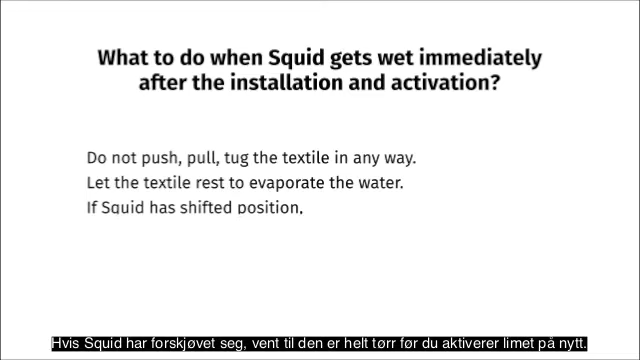 What to do when Squid gets wet immediately
after the installation and activation?
Do not push, pull, tug the textile in any way.
Let the textile rest to evaporate the water.
If Squid has shifted position,
Hvis Squid har forskjøvet seg, vent til den er helt tørr før du aktiverer limet på nytt.